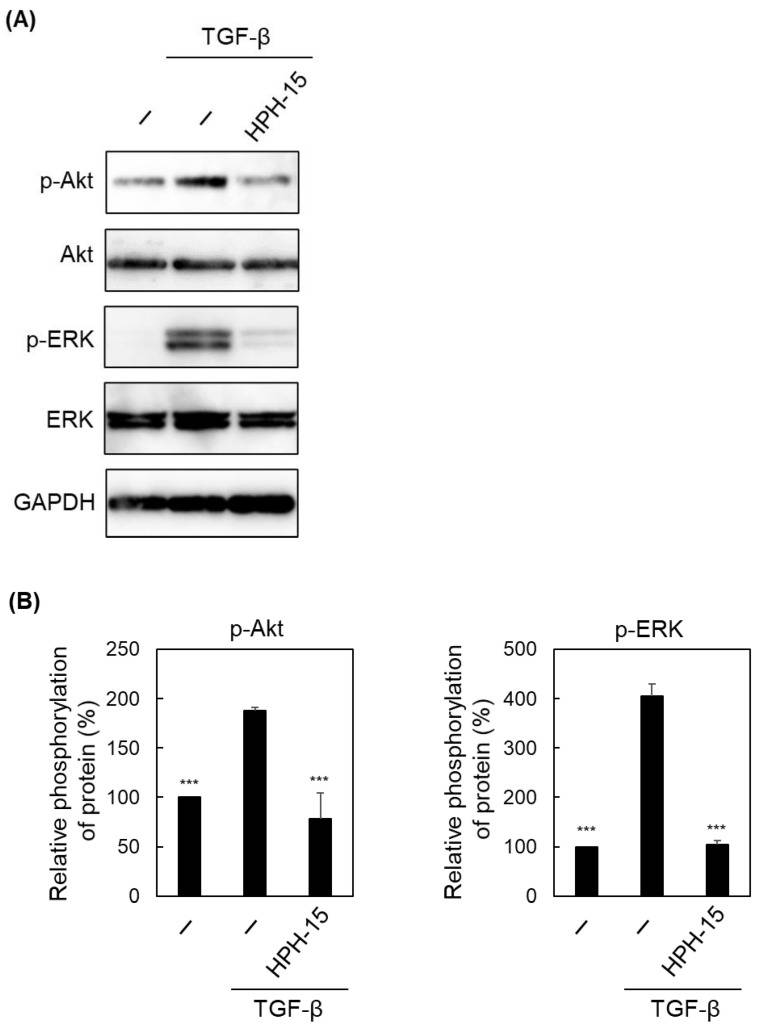 (A)
TGF-β
– – HPH-15
p-Akt
Akt
p-ERK
ERK
GAPDH
(B)
p-Akt
Relative phosphorylation
of protein (%)
250
200
150
100
50
0
***
***
– – HPH-15
TGF-β
p-ERK
Relative phosphorylation
of protein (%)
500
400
300
400
200
100
0
***
***
– – HPH-15
TGF-β